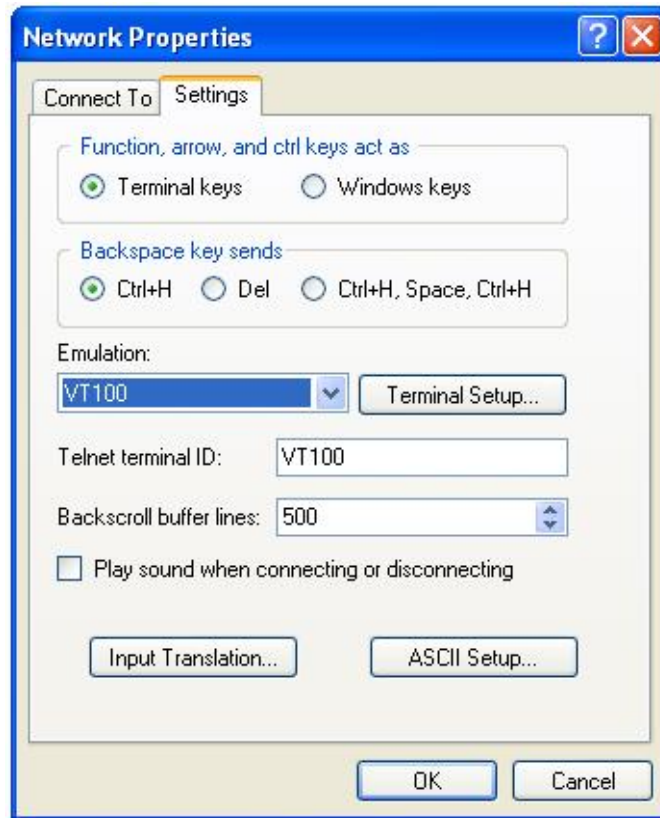 Network Properties
?
Connect To Settings
Function, arrow, and ctrl keys act as
Terminal keys Windows keys
Backspace key sends
Ctrl+H Del Ctrl+H, Space, Ctrl+H
Emulation:
VT100 Terminal Setup...
Telnet terminal ID: VT100
Backscroll buffer lines: 500
Play sound when connecting or disconnecting
Input Translation... ASCII Setup...
OK Cancel